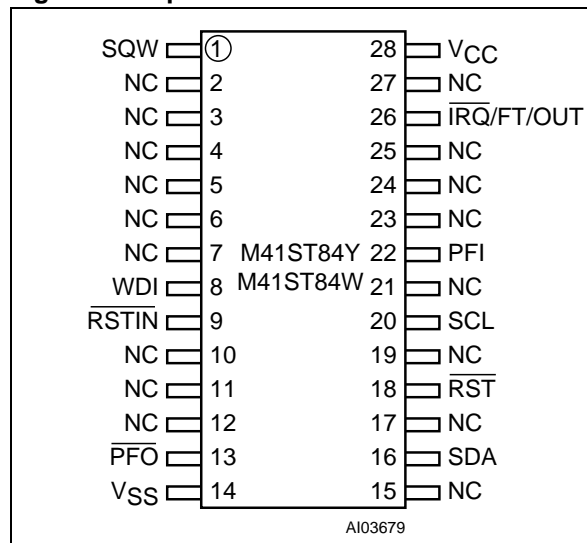 SQW 1 28 VCC
NC 2 27 NC
NC 3 26 IRQ/FT/OUT
NC 4 25 NC
NC 5 24 NC
NC 6 23 NC
NC 7 M41ST84Y 22 PFI
WDI 8 M41ST84W 21 NC
RSTIN 9 20 SCL
NC 10 19 NC
NC 11 18 RST
NC 12 17 NC
PFO 13 16 SDA
VSS 14 15 NC
AI03679